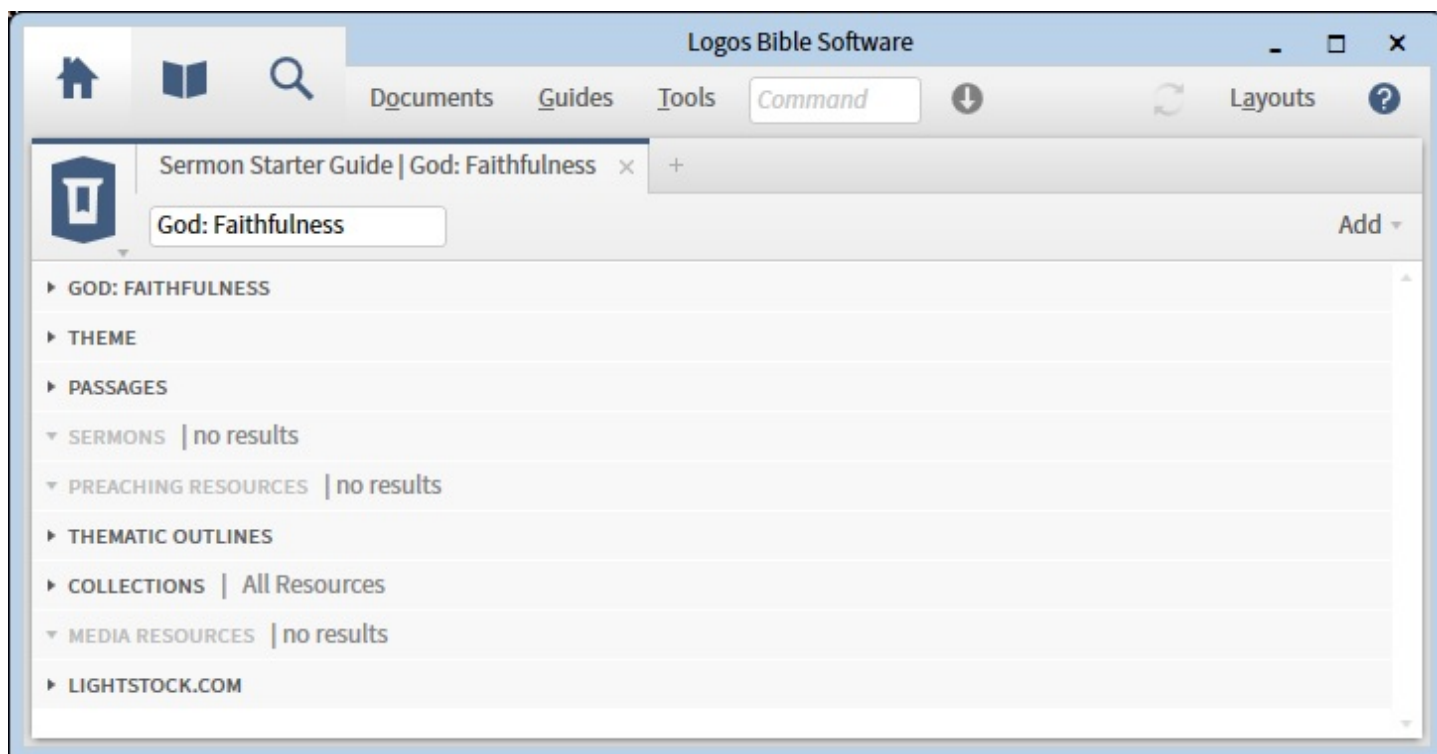 Logos Bible Software
Documents Guides Tools Command Layouts ?
Sermon Starter Guide | God: Faithfulness × +
God: Faithfulness Add
GOD: FAITHFULNESS
THEME
PASSAGES
SERMONS | no results
PREACHING RESOURCES | no results
THEMATIC OUTLINES
COLLECTIONS | All Resources
MEDIA RESOURCES | no results
LIGHTSTOCK.COM